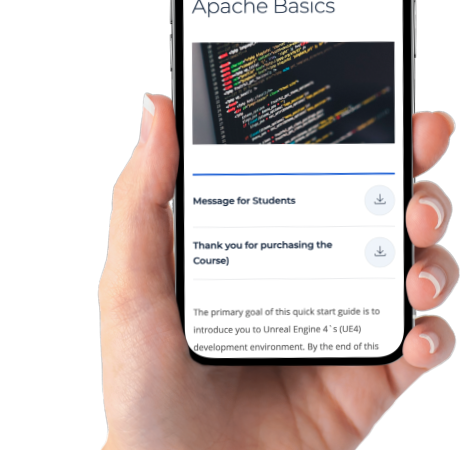 Apache Basics
Message for Students
Thank you for purchasing the
Course)
The primary goal of this quick start guide is to
introduce you to Unreal Engine 4`s (UE4)
development environment. By the end of this